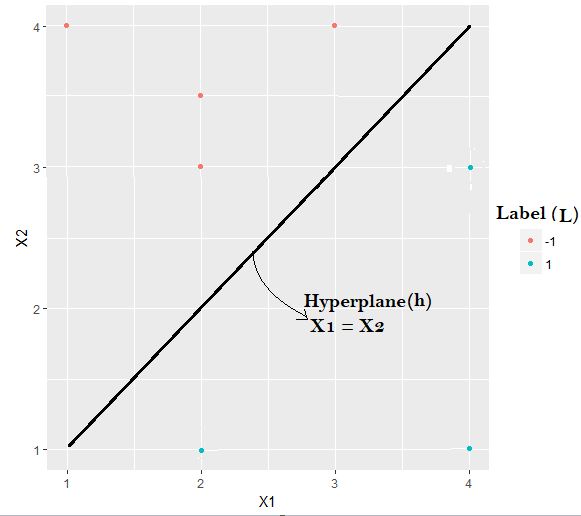 4
3
2
1
X2
1
2
3
4
X1
Hyperplane(h)
X1 = X2
Label (L)
-1
1